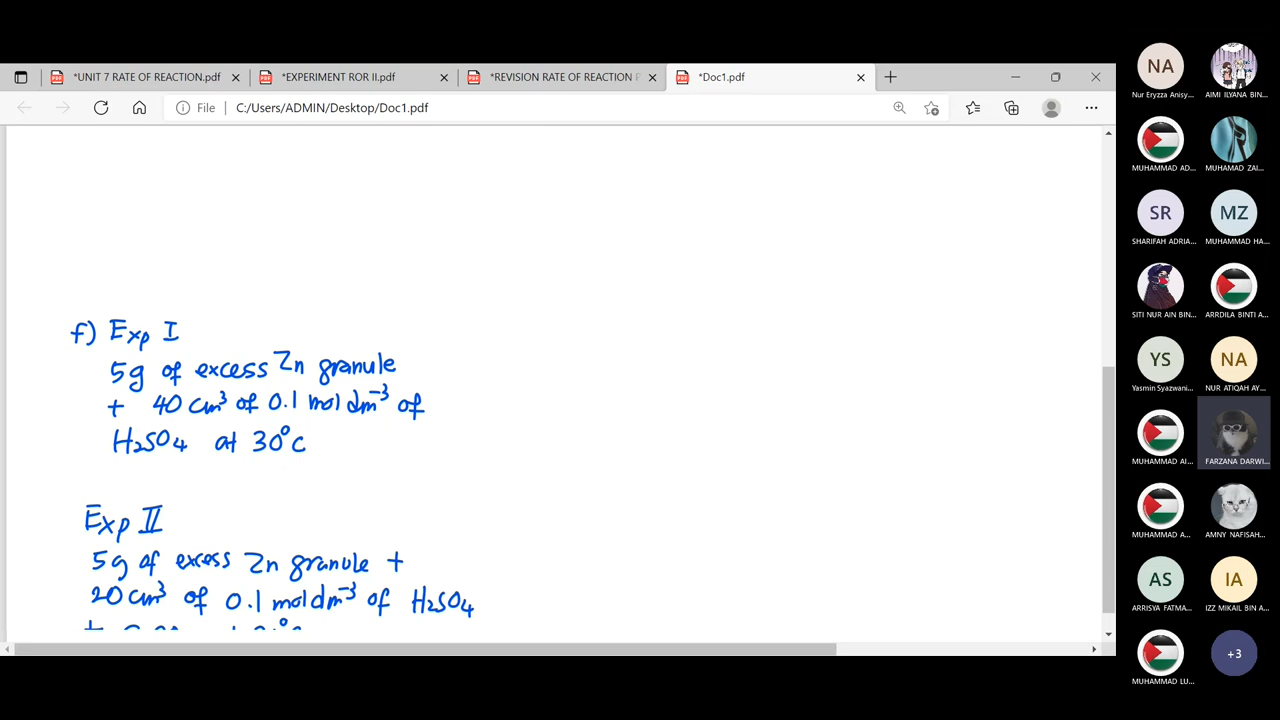 *UNIT 7 RATE OF REACTION.pdf
*EXPERIMENT ROR II.pdf
*REVISION RATE OF REACTION
*Doc1.pdf
File C:/Users/ADMIN/Desktop/Doc1.pdf
f) Exp I
5g of excess Zn granule
+ 40 cm³ of 0.1 mol dm⁻³ of
H₂SO₄ at 30°c
Exp II
5g of excess Zn granule +
20 cm³ of 0.1 mol dm⁻³ of H₂SO₄
NA
Nur Eryzza Anisy...
AIMI ILYANA BIN...
MUHAMMAD AD...
MUHAMAD ZAI...
SR
SHARIFAH ADRIA...
MZ
MUHAMMAD HA...
SITI NUR AIN BIN...
ARRDILA BINTI A...
YS
Yasmin Syazwani...
NA
NUR ATIQAH AY...
MUHAMMAD AI...
FARZANA DARWI...
MUHAMMAD A...
AMNY NAFISAH...
AS
ARRISYA FATMA...
IA
IZZ MIKAIL BIN A...
MUHAMMAD LU...
+3